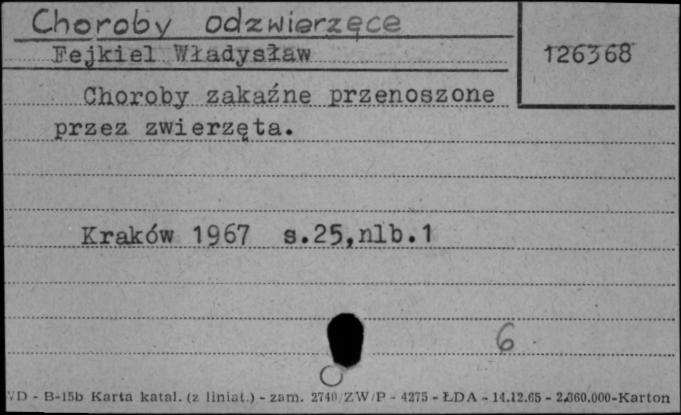 Choroby odzwierzęce
Fejkiel Władysław
126368
Choroby zakaźne przenoszone
przez zwierzęta.
Kraków 1967 s.25,nlb.1
6
VD - B-15b Karta katal. (z liniat.) - zam. 2740/ZW/P - 4275 - ŁDA - 14.12.65 - 2.360.000-Karton